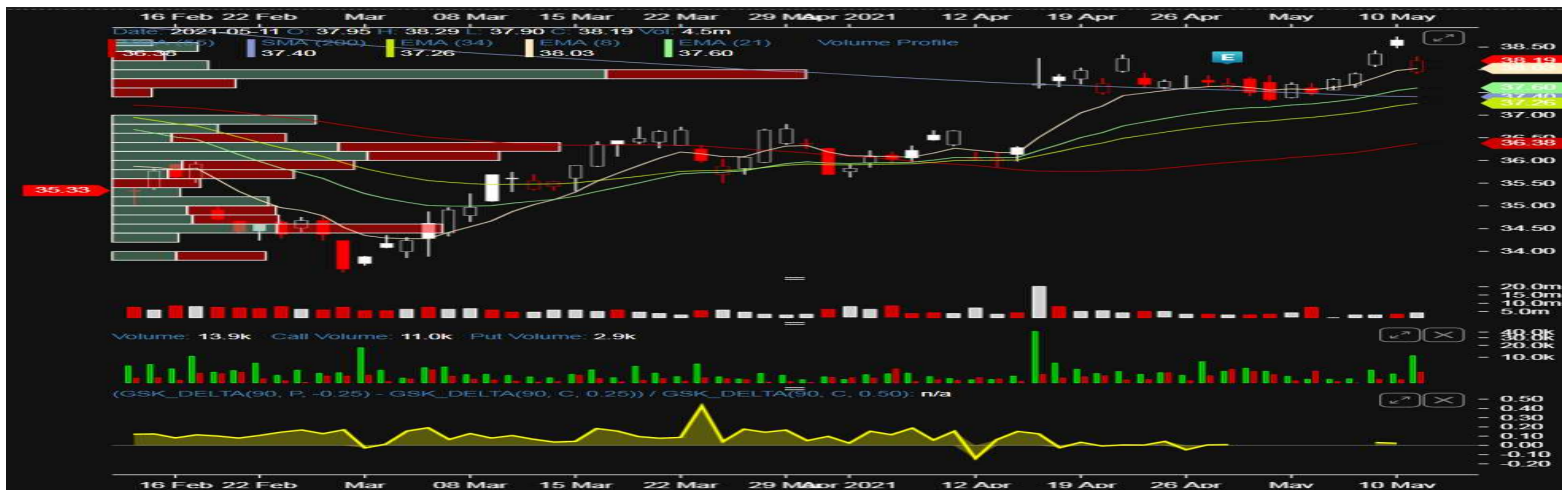 16 Feb 22 Feb Mar 08 Mar 15 Mar 22 Mar 29 Mar Apr 2021 12 Apr 19 Apr 26 Apr May 10 May
Date: 2021-05-11 O: 37.95 H: 38.29 L: 37.90 C: 38.19 Vol: 4.5m
SMA (200) EMA (34) EMA (8) EMA (21) Volume Profile
37.40 37.26 38.03 37.60
E
38.50
38.19
37.60
37.40
37.26
37.00
36.50
36.38
36.00
35.50
35.33
35.00
34.50
34.00
20.0m
15.0m
10.0m
5.0m
Volume: 13.9k Call Volume: 11.0k Put Volume: 2.9k
40.0k
30.0k
20.0k
10.0k
(GSK_DELTA(90, P, -0.25) - GSK_DELTA(90, C, 0.25)) / GSK_DELTA(90, C, 0.50): n/a
0.50
0.40
0.30
0.20
0.10
0.00
-0.10
-0.20
16 Feb 22 Feb Mar 08 Mar 15 Mar 22 Mar 29 Mar Apr 2021 12 Apr 19 Apr 26 Apr May 10 May